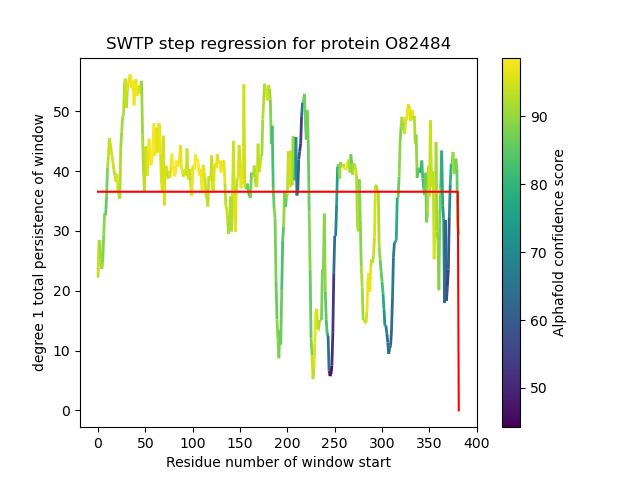 SWTP step regression for protein O82484
degree 1 total persistence of window
50
40
30
20
10
0
0 50 100 150 200 250 300 350 400
Residue number of window start
90
80
70
60
50
Alphafold confidence score